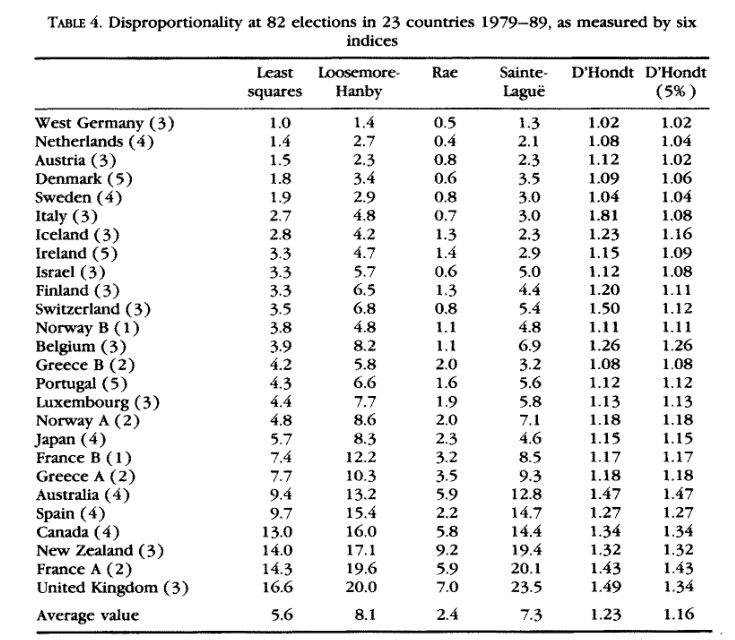 TABLE 4. Disproportionality at 82 elections in 23 countries 1979–89, as measured by six
indices
Least squares Loosemore-Hanby Rae Sainte-Laguë D'Hondt D'Hondt (5%)
West Germany (3) 1.0 1.4 0.5 1.3 1.02 1.02
Netherlands (4) 1.4 2.7 0.4 2.1 1.08 1.04
Austria (3) 1.5 2.3 0.8 2.3 1.12 1.02
Denmark (5) 1.8 3.4 0.6 3.5 1.09 1.06
Sweden (4) 1.9 2.9 0.8 3.0 1.04 1.04
Italy (3) 2.7 4.8 0.7 3.0 1.81 1.08
Iceland (3) 2.8 4.2 1.3 2.3 1.23 1.16
Ireland (5) 3.3 4.7 1.4 2.9 1.15 1.09
Israel (3) 3.3 5.7 0.6 5.0 1.12 1.08
Finland (3) 3.3 6.5 1.3 4.4 1.20 1.11
Switzerland (3) 3.5 6.8 0.8 5.4 1.50 1.12
Norway B (1) 3.8 4.8 1.1 4.8 1.11 1.11
Belgium (3) 3.9 8.2 1.1 6.9 1.26 1.26
Greece B (2) 4.2 5.8 2.0 3.2 1.08 1.08
Portugal (5) 4.3 6.6 1.6 5.6 1.12 1.12
Luxembourg (3) 4.4 7.7 1.9 5.8 1.13 1.13
Norway A (2) 4.8 8.6 2.0 7.1 1.18 1.18
Japan (4) 5.7 8.3 2.3 4.6 1.15 1.15
France B (1) 7.4 12.2 3.2 8.5 1.17 1.17
Greece A (2) 7.7 10.3 3.5 9.3 1.18 1.18
Australia (4) 9.4 13.2 5.9 12.8 1.47 1.47
Spain (4) 9.7 15.4 2.2 14.7 1.27 1.27
Canada (4) 13.0 16.0 5.8 14.4 1.34 1.34
New Zealand (3) 14.0 17.1 9.2 19.4 1.32 1.32
France A (2) 14.3 19.6 5.9 20.1 1.43 1.43
United Kingdom (3) 16.6 20.0 7.0 23.5 1.49 1.34
Average value 5.6 8.1 2.4 7.3 1.23 1.16